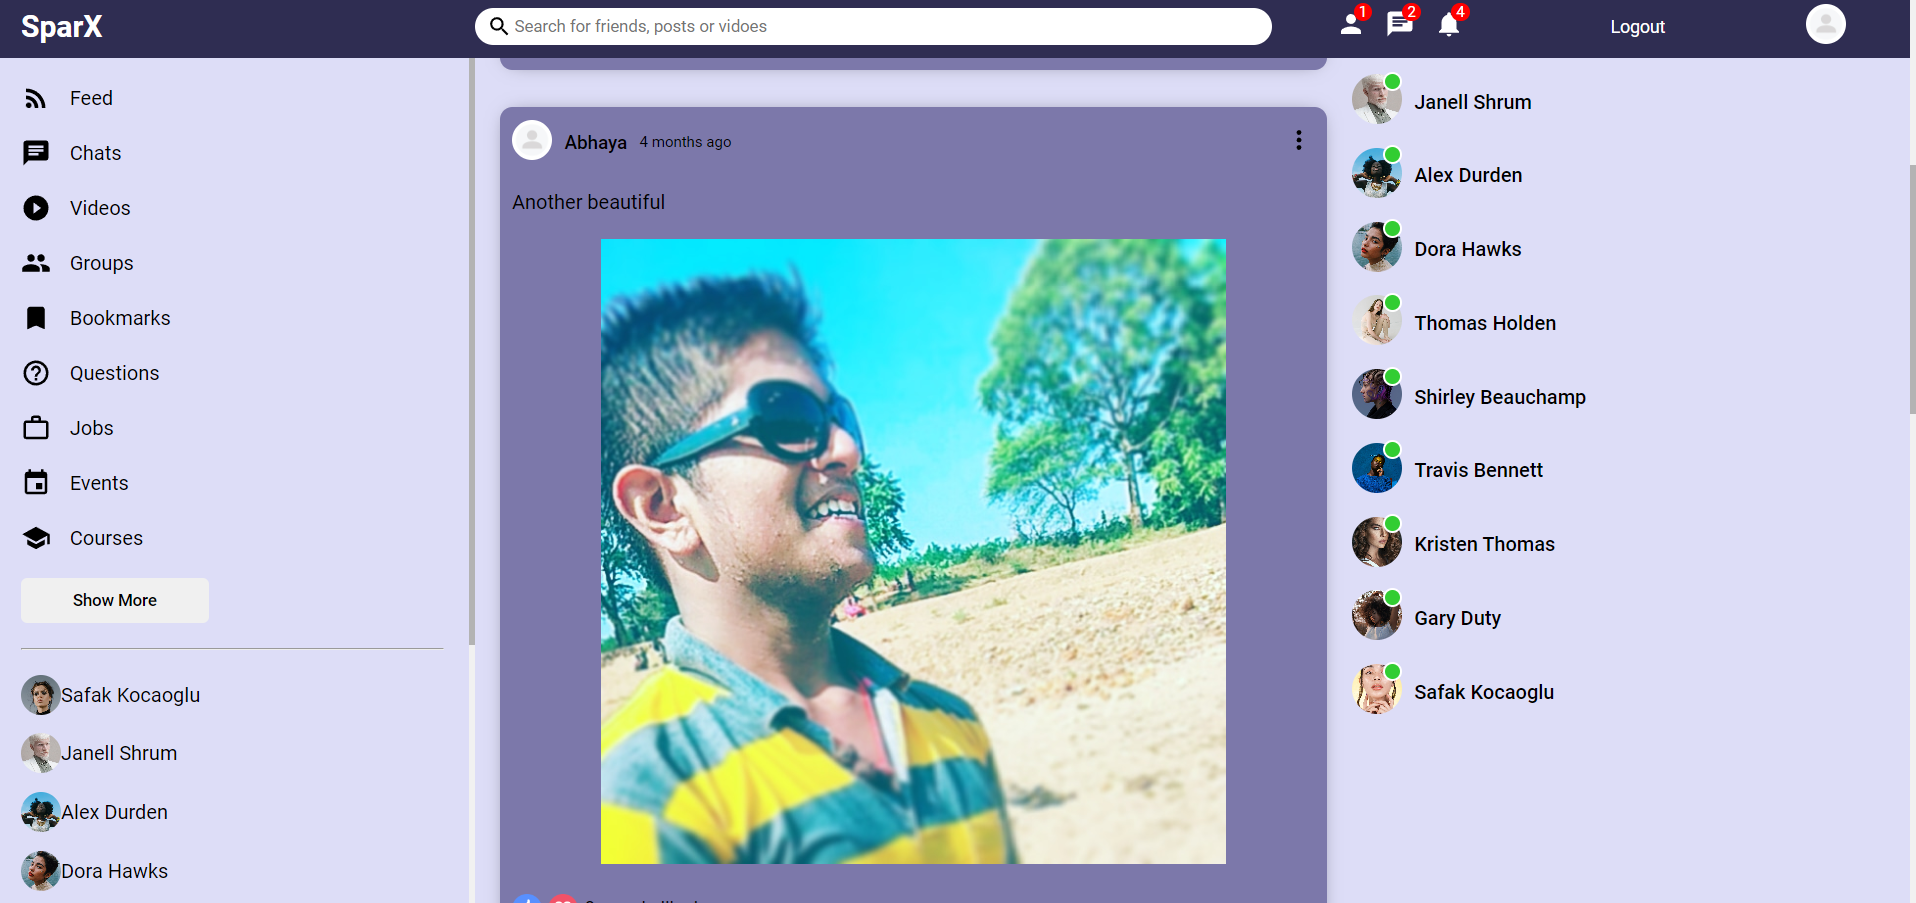 SparX
Search for friends, posts or vidoes
1
2
4
Logout
Feed
Chats
Videos
Groups
Bookmarks
Questions
Jobs
Events
Courses
Show More
Safak Kocaoglu
Janell Shrum
Alex Durden
Dora Hawks
Abhaya 4 months ago
Another beautiful
Janell Shrum
Alex Durden
Dora Hawks
Thomas Holden
Shirley Beauchamp
Travis Bennett
Kristen Thomas
Gary Duty
Safak Kocaoglu